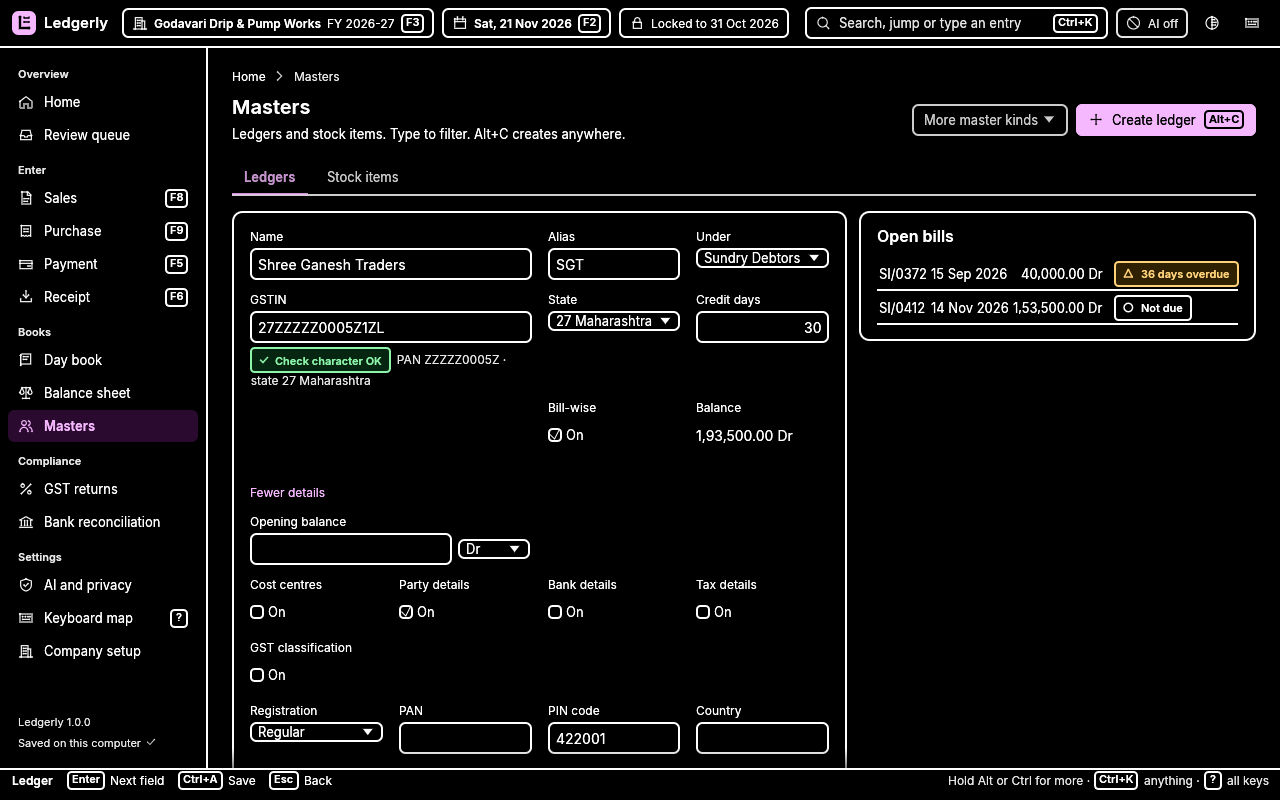 Ledgerly
Godavari Drip & Pump Works FY 2026-27 F3
Sat, 21 Nov 2026 F2
Locked to 31 Oct 2026
Search, jump or type an entry Ctrl+K
AI off
Overview
Home
Review queue
Enter
Sales F8
Purchase F9
Payment F5
Receipt F6
Books
Day book
Balance sheet
Masters
Compliance
GST returns
Bank reconciliation
Settings
AI and privacy
Keyboard map ?
Company setup
Ledgerly 1.0.0
Saved on this computer
Home > Masters
Masters
Ledgers and stock items. Type to filter. Alt+C creates anywhere.
More master kinds
Create ledger Alt+C
Ledgers Stock items
Name Alias Under
Shree Ganesh Traders SGT Sundry Debtors
GSTIN State Credit days
27ZZZZZ0005Z1ZL 27 Maharashtra 30
Check character OK PAN ZZZZZ0005Z ·
state 27 Maharashtra
Bill-wise Balance
On 1,93,500.00 Dr
Fewer details
Opening balance
Dr
Cost centres Party details Bank details Tax details
On On On On
GST classification
On
Registration PAN PIN code Country
Regular 422001
Open bills
SI/0372 15 Sep 2026 40,000.00 Dr 36 days overdue
SI/0412 14 Nov 2026 1,53,500.00 Dr Not due
Ledger Enter Next field Ctrl+A Save Esc Back
Hold Alt or Ctrl for more · Ctrl+K anything · ? all keys